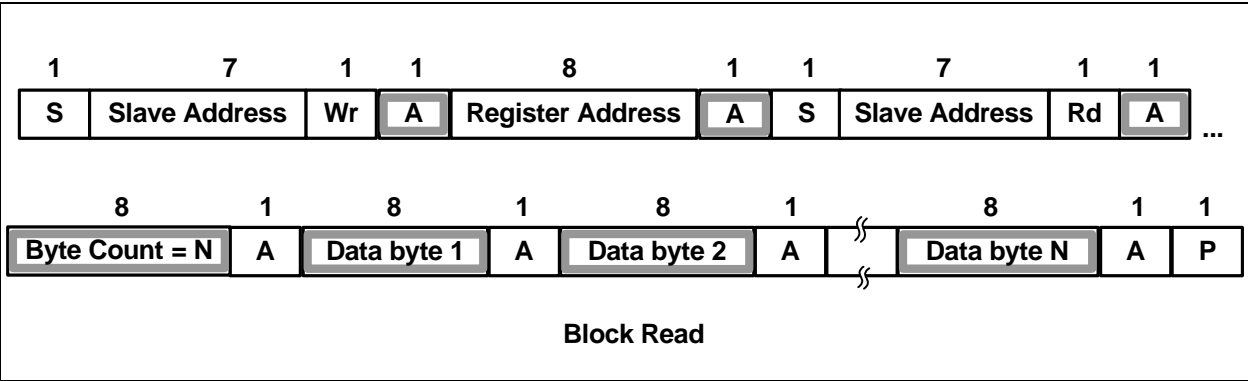 1 7 1 1 8 1 1 7 1 1
S Slave Address Wr A Register Address A S Slave Address Rd A ...
8 1 8 1 8 1 8 1 1
Byte Count = N A Data byte 1 A Data byte 2 A Data byte N A P
Block Read